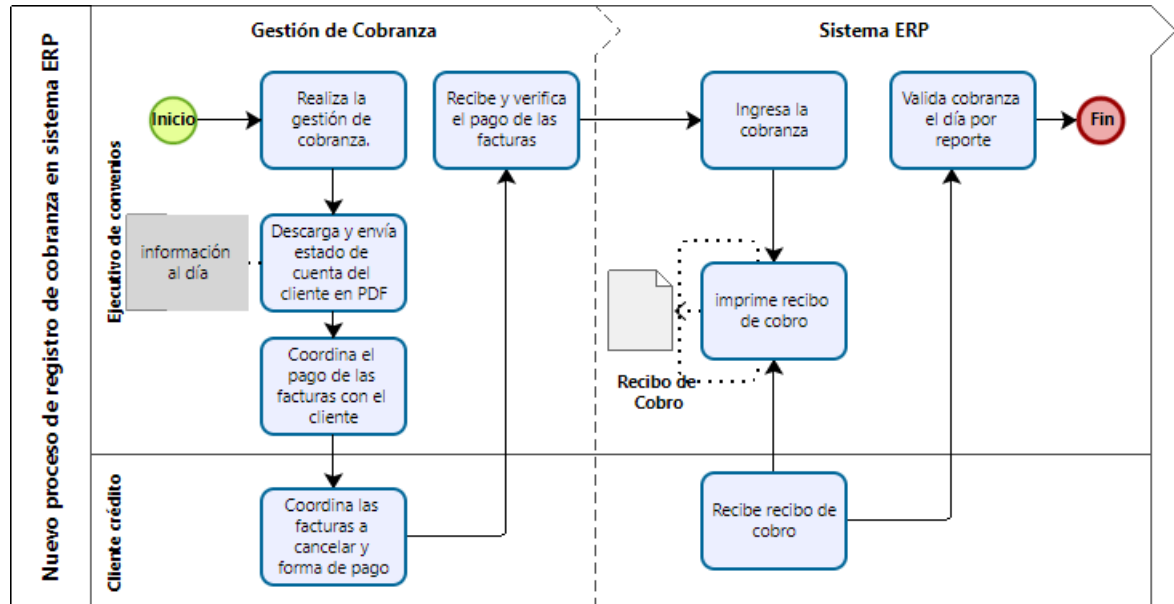 Nuevo proceso de registro de cobranza en sistema ERP
Gestión de Cobranza
Sistema ERP
Ejecutivo de convenios
Inicio
Realiza la
gestión de
cobranza.
Recibe y verifica
el pago de las
facturas
Ingresa la
cobranza
Valida cobranza
el día por
reporte
Fin
información
al día
Descarga y envía
estado de
cuenta del
cliente en PDF
imprime recibo
de cobro
Recibo de
Cobro
Coordina el
pago de las
facturas con el
cliente
Cliente crédito
Coordina las
facturas a
cancelar y
forma de pago
Recibe recibo de
cobro